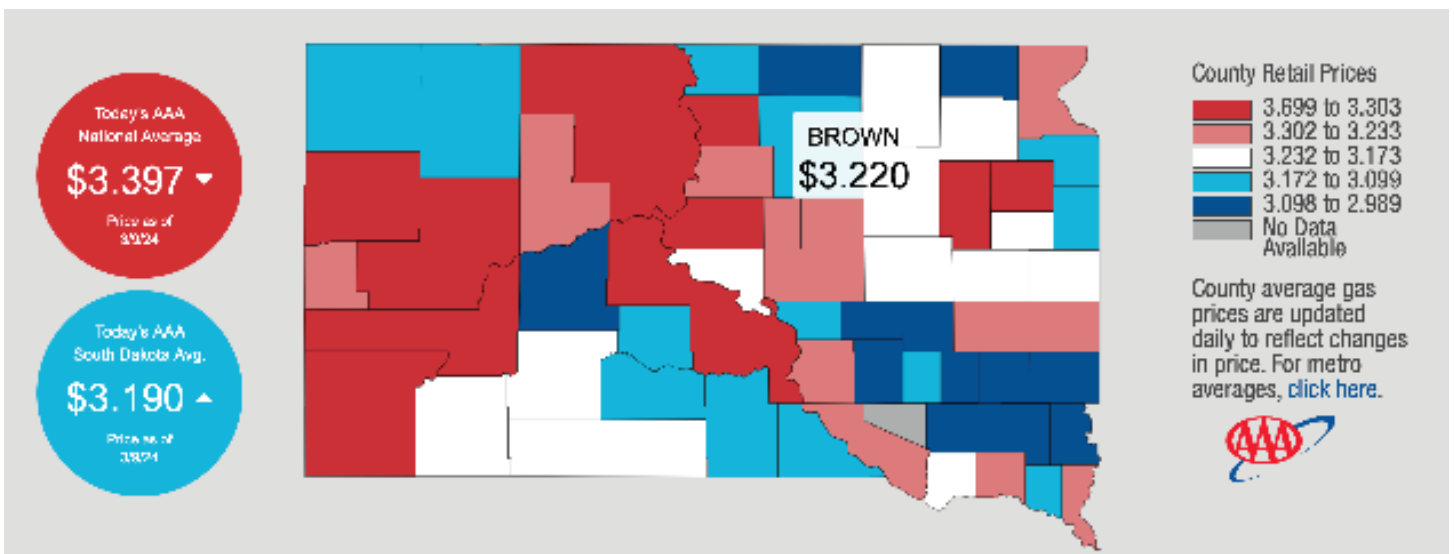 Today's AAA
National Average
$3.397
Price as of
Today's AAA
South Dakota Avg.
$3.190
Price as of
BROWN
$3.220
County Retail Prices
3.699 to 3.303
3.302 to 3.233
3.232 to 3.173
3.172 to 3.099
3.098 to 2.989
No Data
Available
County average gas
prices are updated
daily to reflect changes
in price. For metro
averages, click here.
AAA